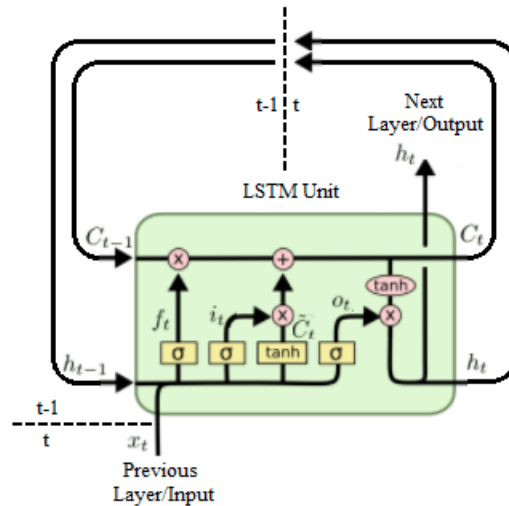 t-1 t
Next
Layer/Output
h_t
LSTM Unit
C_{t-1}
C_t
x
+
tanh
f_t
i_t
x
C̃_t
o_t
x
σ
σ
tanh
σ
h_{t-1}
h_t
t-1
t
x_t
Previous
Layer/Input